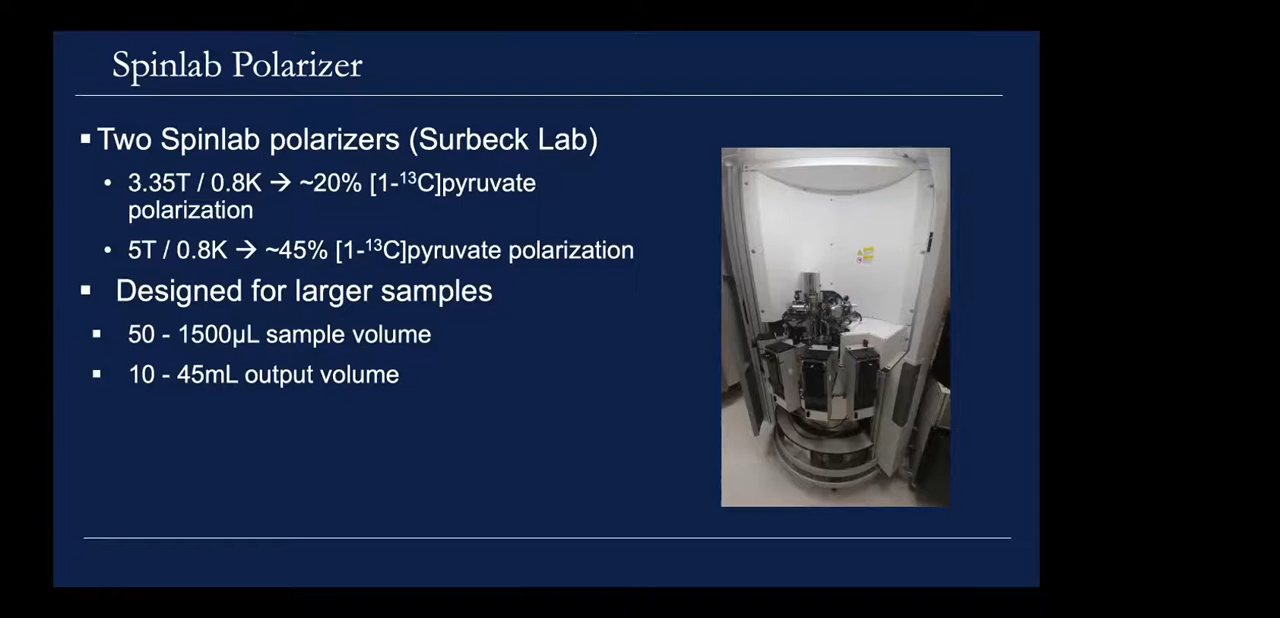 Spinlab Polarizer
▪ Two Spinlab polarizers (Surbeck Lab)
• 3.35T / 0.8K → ~20% [1-¹³C]pyruvate
polarization
• 5T / 0.8K → ~45% [1-¹³C]pyruvate polarization
▪ Designed for larger samples
▪ 50 - 1500µL sample volume
▪ 10 - 45mL output volume